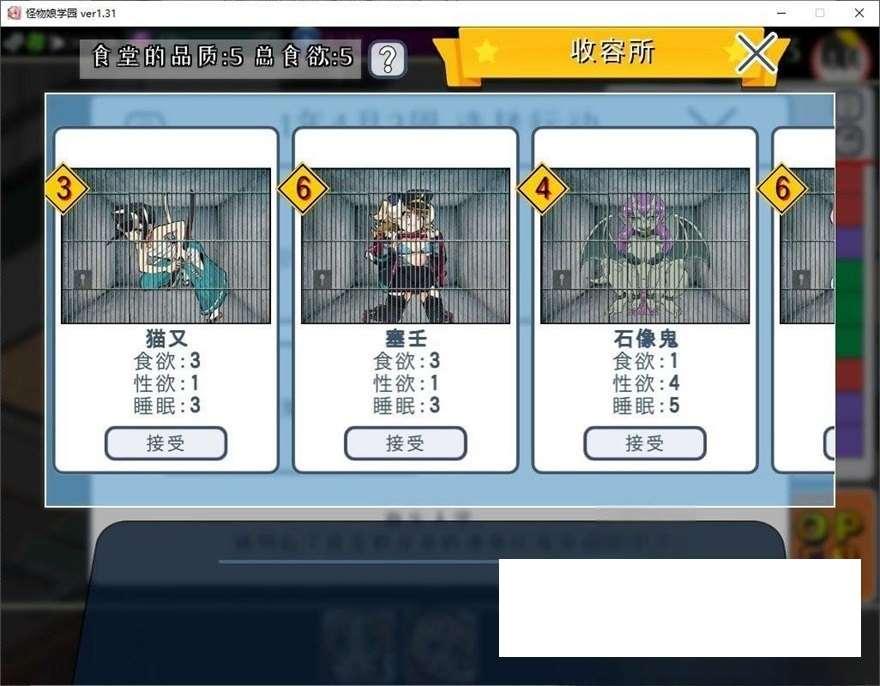 怪物娘学园 ver1.31
食堂的品质:5 总食欲:5 ?
收容所
3
猫又
食欲:3
性欲:1
睡眠:3
接受
6
塞壬
食欲:3
性欲:1
睡眠:3
接受
4
石像鬼
食欲:1
性欲:4
睡眠:5
接受
6